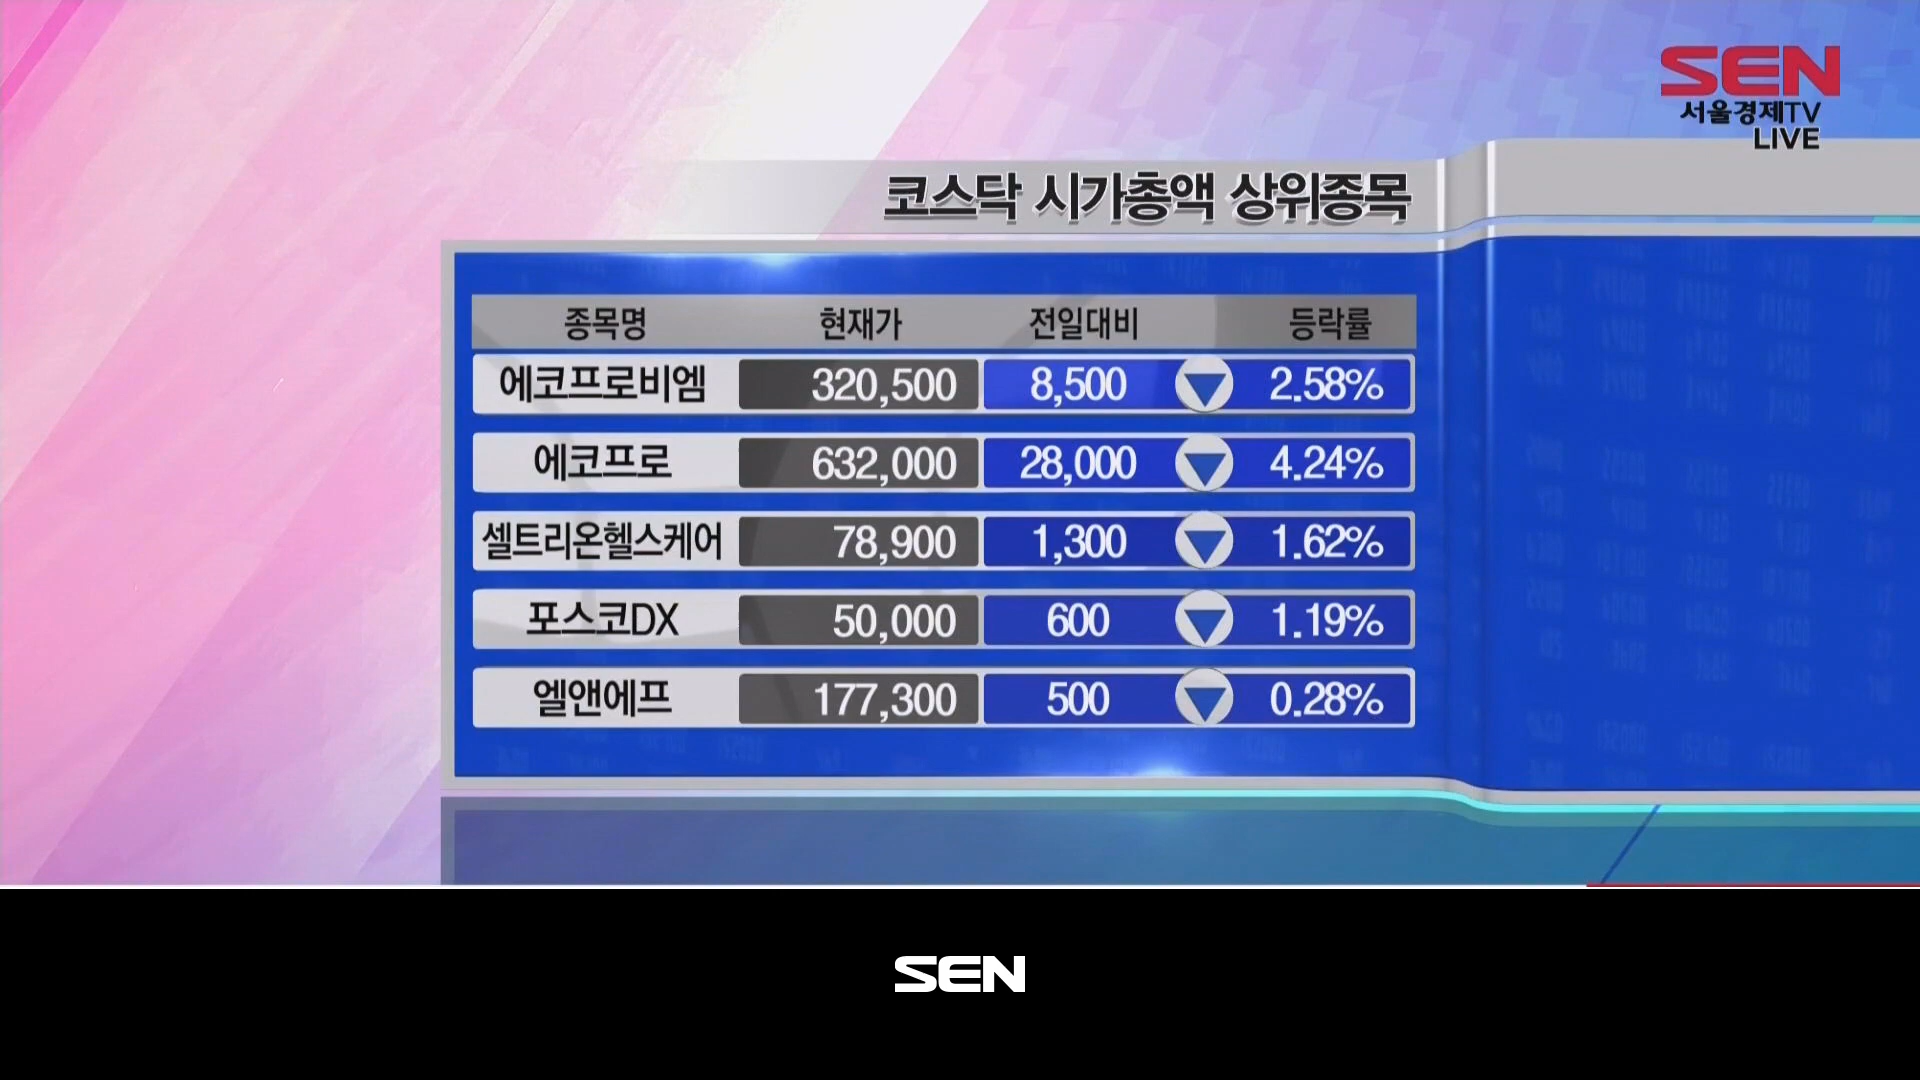 SEN
서울경제TV
LIVE
코스닥 시가총액 상위종목
종목명 현재가 전일대비 등락률
에코프로비엠 320,500 8,500 ▼ 2.58%
에코프로 632,000 28,000 ▼ 4.24%
셀트리온헬스케어 78,900 1,300 ▼ 1.62%
포스코DX 50,000 600 ▼ 1.19%
엘앤에프 177,300 500 ▼ 0.28%
SEN